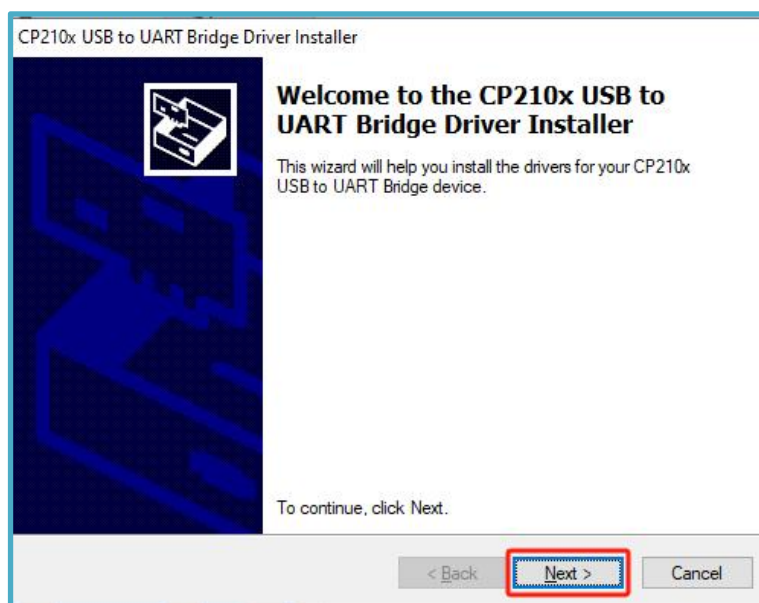 CP210x USB to UART Bridge Driver Installer
Welcome to the CP210x USB to
UART Bridge Driver Installer
This wizard will help you install the drivers for your CP210x
USB to UART Bridge device.
To continue, click Next.
< Back
Next >
Cancel